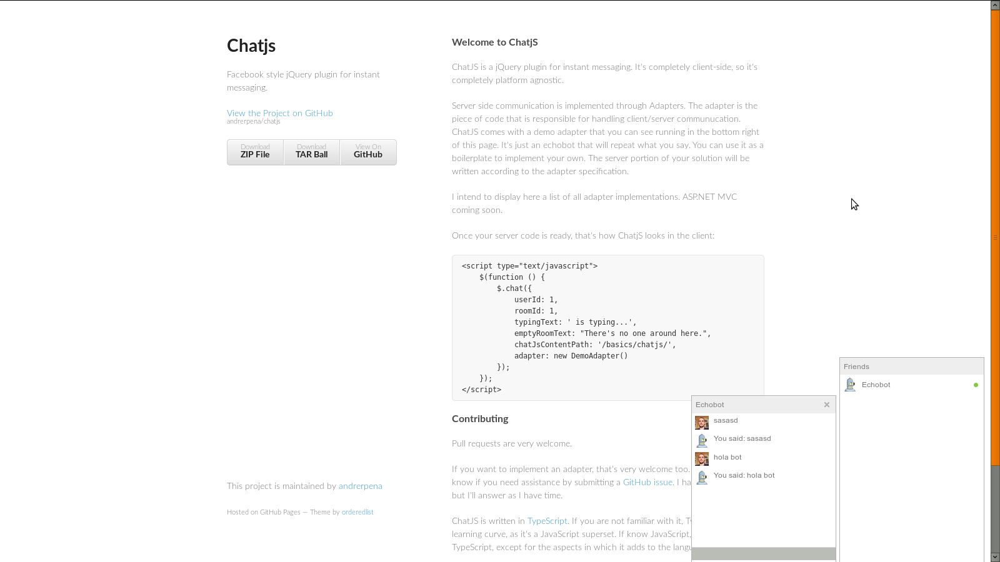 Chatjs
Facebook style jQuery plugin for instant
messaging.
View the Project on GitHub
andrerpena/chatjs
Download
ZIP File
Download
TAR Ball
View On
GitHub
This project is maintained by andrerpena
Hosted on GitHub Pages — Theme by orderedlist
Welcome to ChatjS
ChatJS is a jQuery plugin for instant messaging. It's completely client-side, so it's
completely platform agnostic.
Server side communication is implemented through Adapters. The adapter is the
piece of code that is responsible for handling client/server communucation.
ChatJS comes with a demo adapter that you can see running in the bottom right
of this page. It's just an echobot that will repeat what you say. You can use it as a
boilerplate to implement your own. The server portion of your solution will be
written according to the adapter specification.
I intend to display here a list of all adapter implementations. ASP.NET MVC
coming soon.
Once your server code is ready, that's how ChatjS looks in the client:
<script type="text/javascript">
    $(function () {
        $.chat({
            userId: 1,
            roomId: 1,
            typingText: ' is typing...',
            emptyRoomText: "There's no one around here.",
            chatJsContentPath: '/basics/chatjs/',
            adapter: new DemoAdapter()
        });
    });
</script>
Contributing
Pull requests are very welcome.
If you want to implement an adapter, that's very welcome too.
know if you need assistance by submitting a GitHub issue. I ha
but I'll answer as I have time.
ChatJS is written in TypeScript. If you are not familiar with it, Ty
learning curve, as it's a JavaScript superset. If know JavaScript,
TypeScript, except for the aspects in which it adds to the langu
Echobot
sasasd
You said: sasasd
hola bot
You said: hola bot
Friends
Echobot